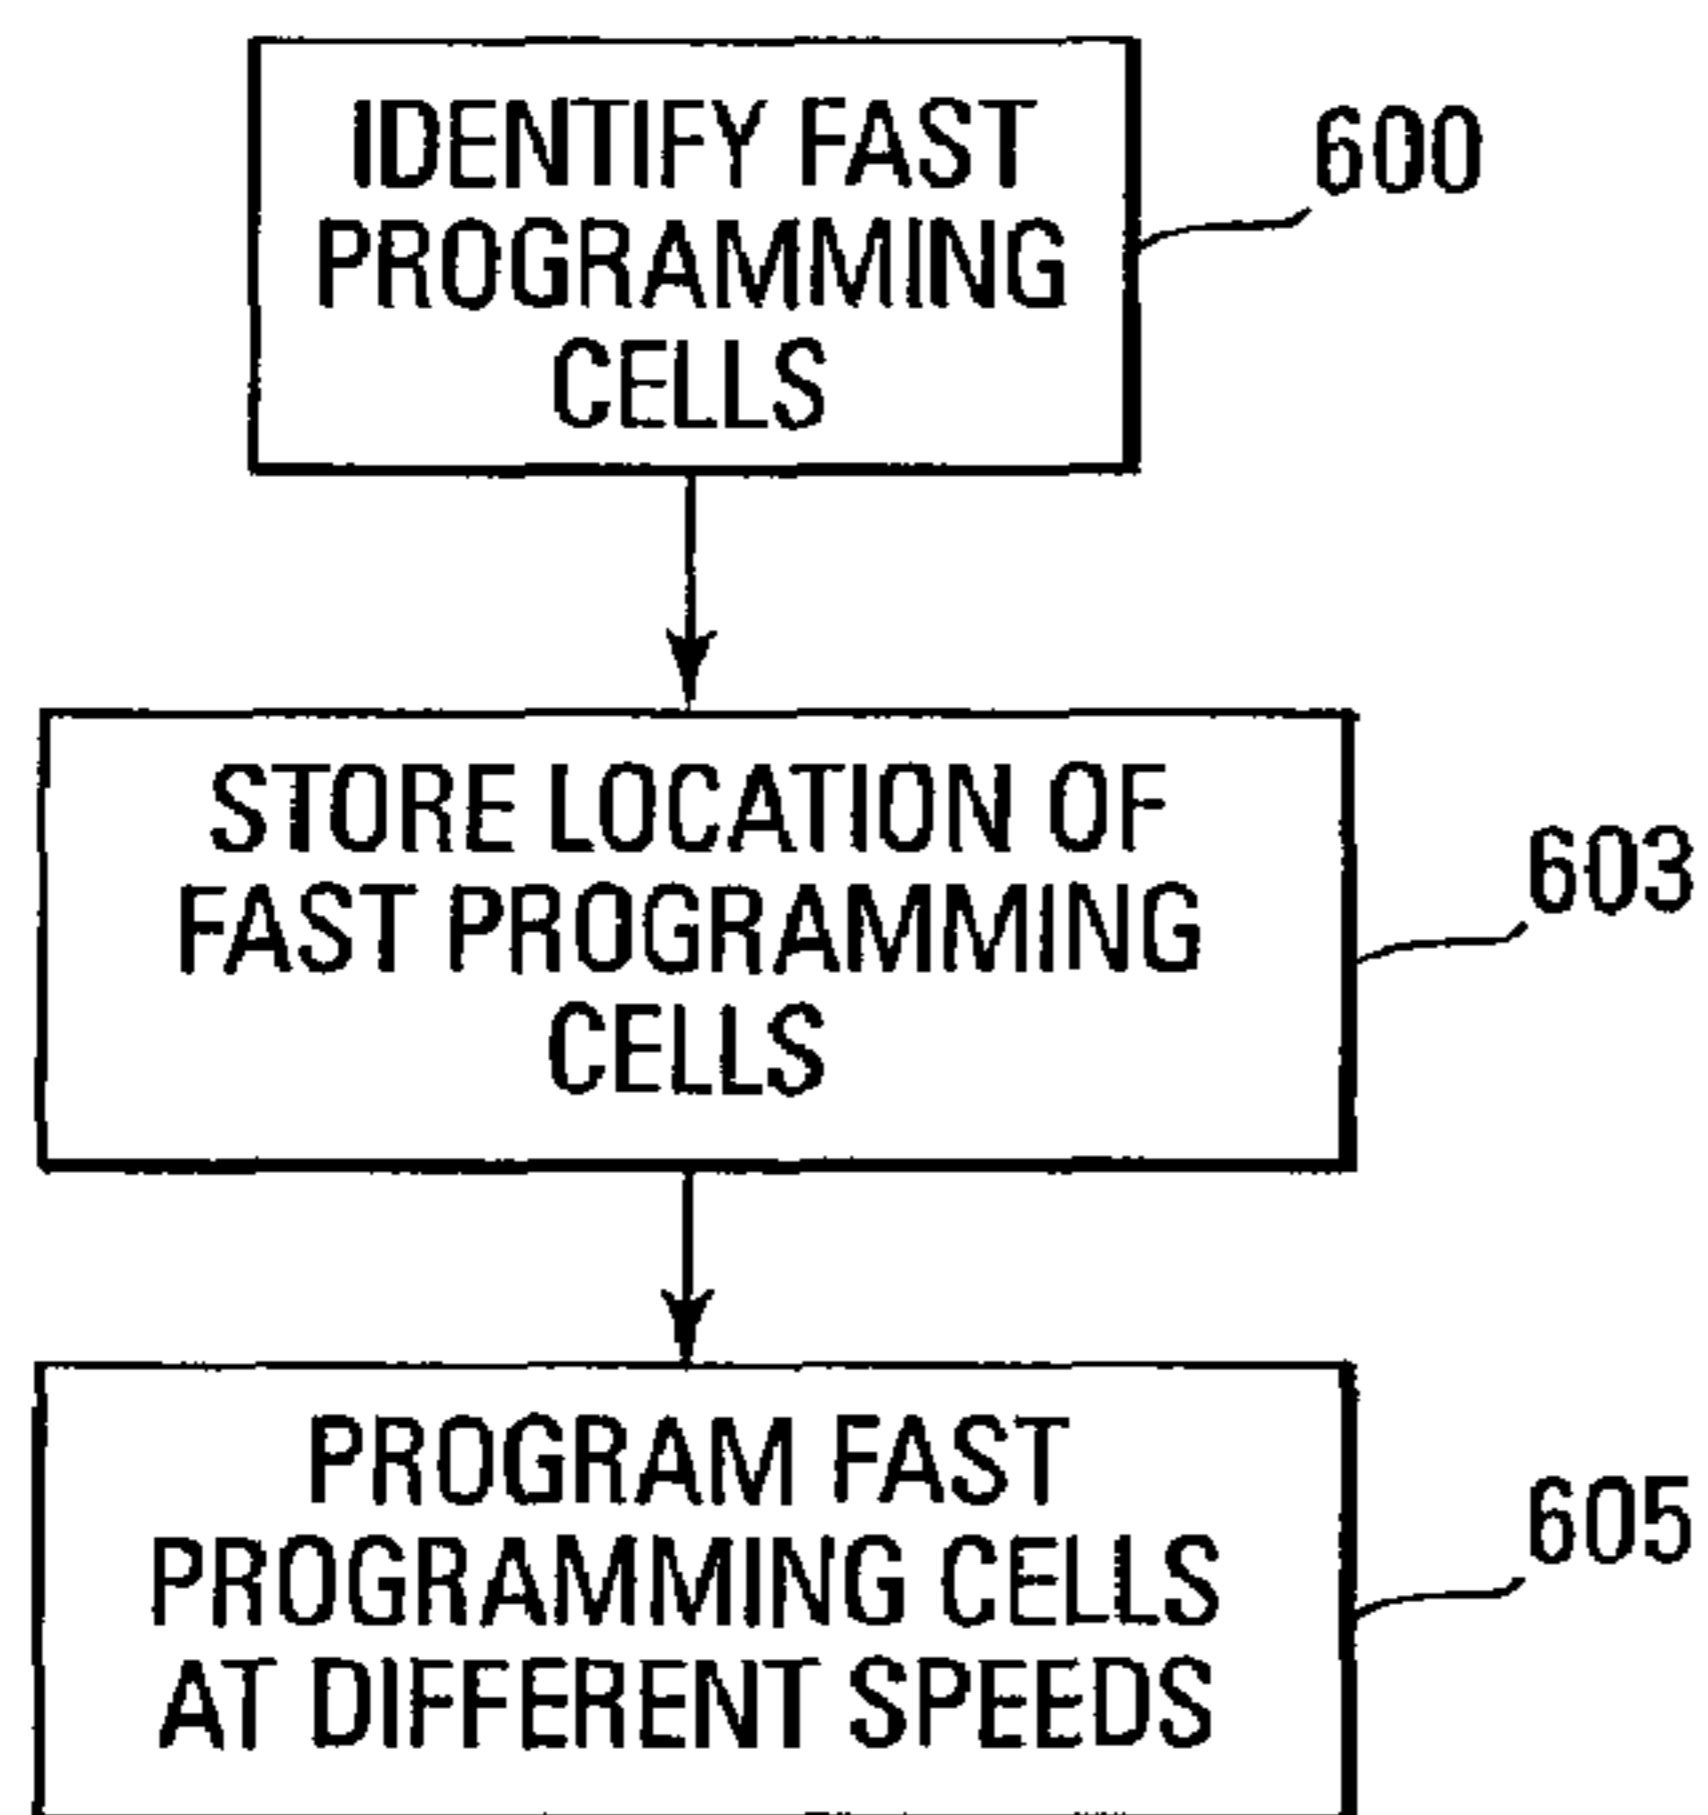 IDENTIFY FAST
PROGRAMMING
CELLS
600
STORE LOCATION OF
FAST PROGRAMMING
CELLS
603
PROGRAM FAST
PROGRAMMING CELLS
AT DIFFERENT SPEEDS
605